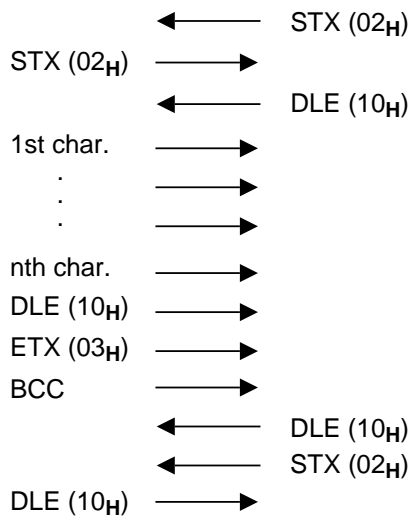 STX (02H)
STX (02H)
DLE (10H)
1st char.
.
.
.
nth char.
DLE (10H)
ETX (03H)
BCC
DLE (10H)
STX (02H)
DLE (10H)